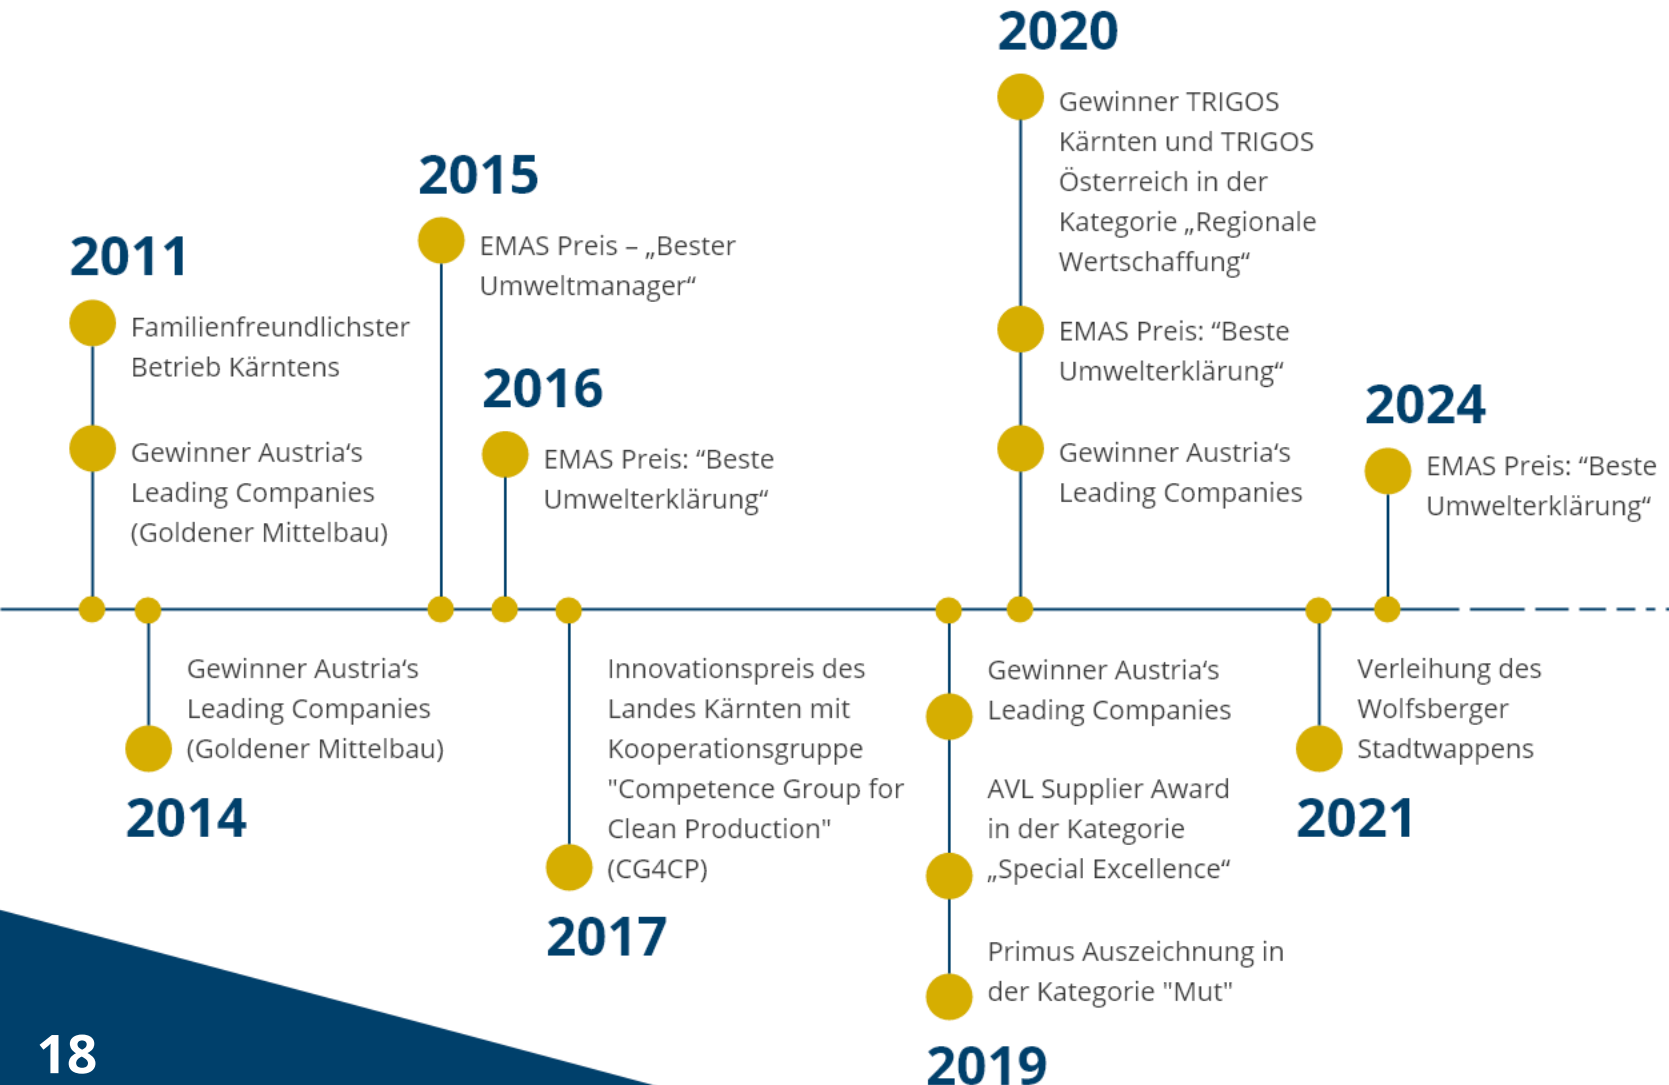 2011
Familienfreundlichster
Betrieb Kärntens
Gewinner Austria‘s
Leading Companies
(Goldener Mittelbau)
Gewinner Austria‘s
Leading Companies
(Goldener Mittelbau)
2014
2015
EMAS Preis – „Bester
Umweltmanager“
2016
EMAS Preis: “Beste
Umwelterklärung“
Innovationspreis des
Landes Kärnten mit
Kooperationsgruppe
"Competence Group for
Clean Production"
(CG4CP)
2017
Gewinner Austria‘s
Leading Companies
AVL Supplier Award
in der Kategorie
„Special Excellence“
Primus Auszeichnung in
der Kategorie "Mut"
2019
2020
Gewinner TRIGOS
Kärnten und TRIGOS
Österreich in der
Kategorie „Regionale
Wertschaffung“
EMAS Preis: “Beste
Umwelterklärung“
Gewinner Austria‘s
Leading Companies
Verleihung des
Wolfsberger
Stadtwappens
2021
2024
EMAS Preis: “Beste
Umwelterklärung“
18